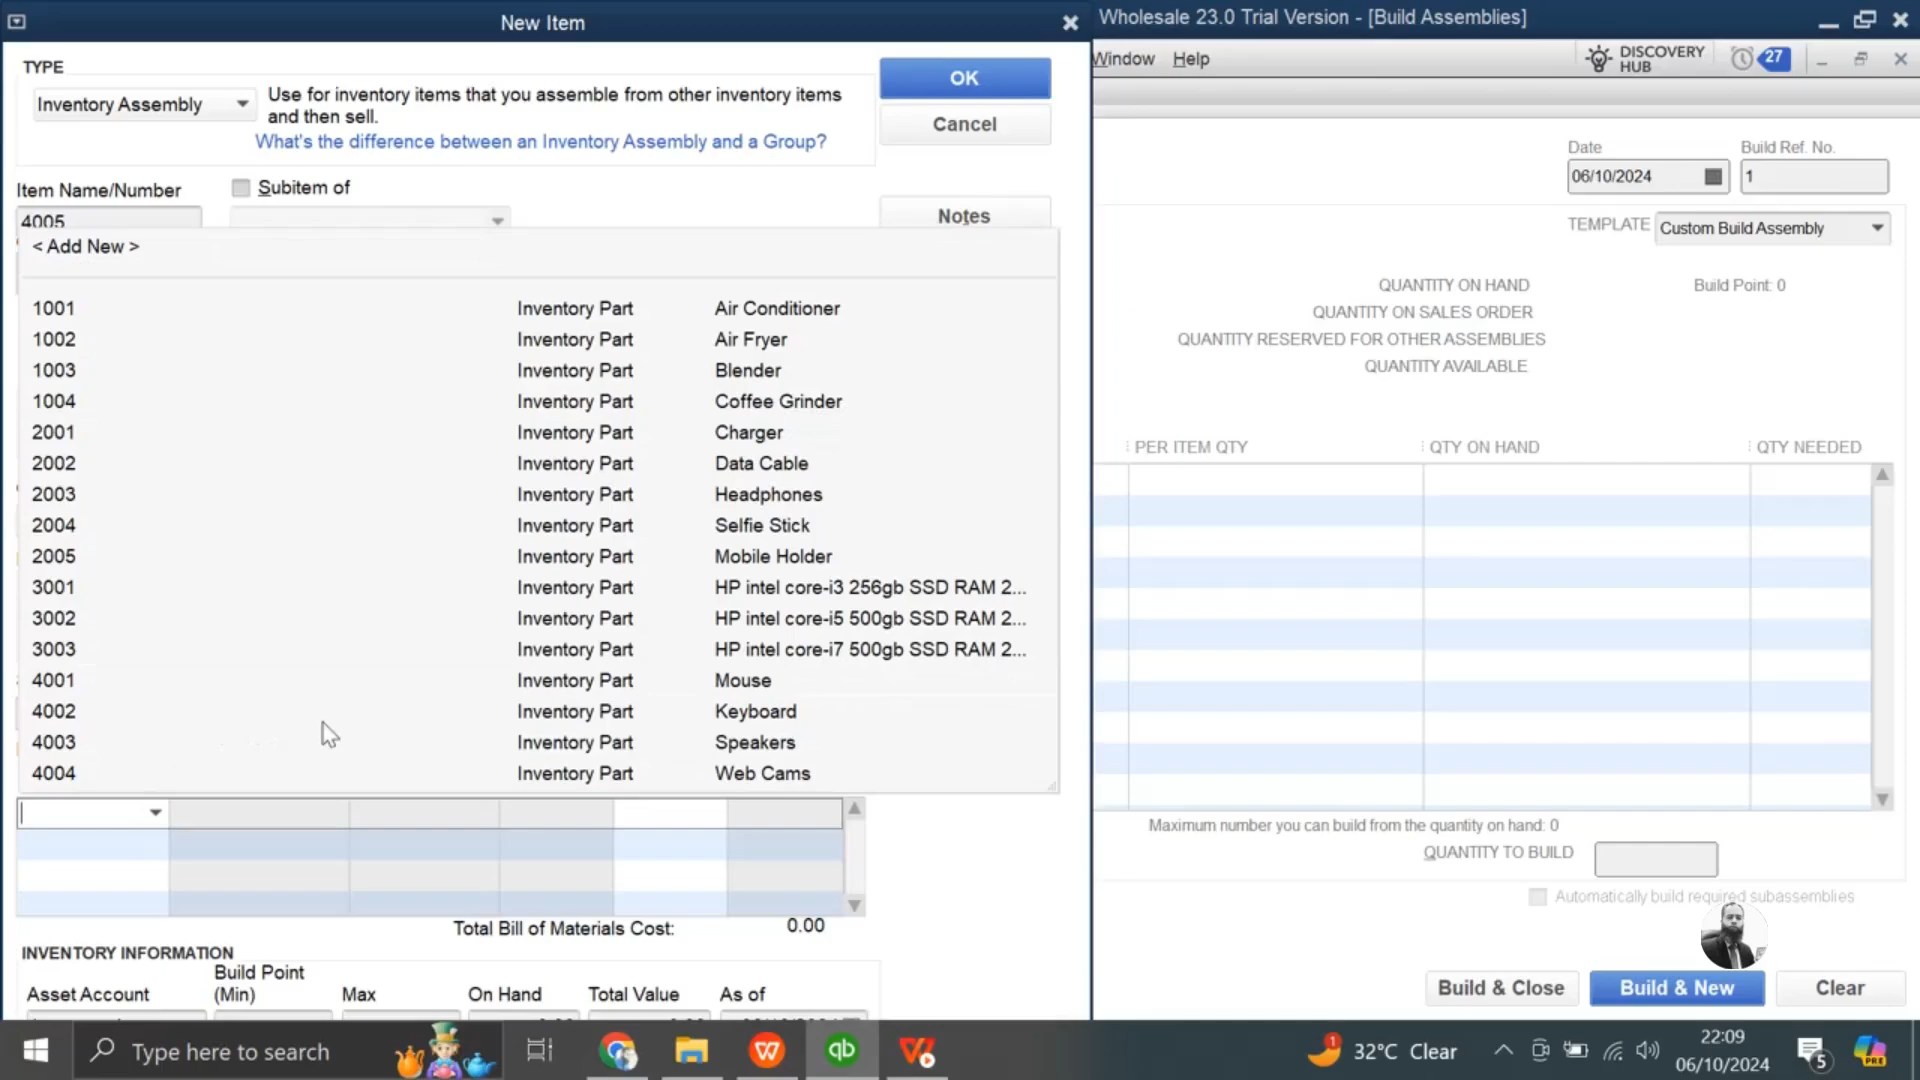 New Item
Wholesale 23.0 Trial Version - [Build Assemblies]
Window Help
DISCOVERY
HUB
27
TYPE
Inventory Assembly
Use for inventory items that you assemble from other inventory items
and then sell.
What's the difference between an Inventory Assembly and a Group?
OK
Cancel
Item Name/Number
Subitem of
4005
Notes
< Add New >
1001 Inventory Part Air Conditioner
1002 Inventory Part Air Fryer
1003 Inventory Part Blender
1004 Inventory Part Coffee Grinder
2001 Inventory Part Charger
2002 Inventory Part Data Cable
2003 Inventory Part Headphones
2004 Inventory Part Selfie Stick
2005 Inventory Part Mobile Holder
3001 Inventory Part HP intel core-i3 256gb SSD RAM 2...
3002 Inventory Part HP intel core-i5 500gb SSD RAM 2...
3003 Inventory Part HP intel core-i7 500gb SSD RAM 2...
4001 Inventory Part Mouse
4002 Inventory Part Keyboard
4003 Inventory Part Speakers
4004 Inventory Part Web Cams
Total Bill of Materials Cost: 0.00
INVENTORY INFORMATION
Asset Account
Build Point
(Min)
Max
On Hand
Total Value
As of
Date
Build Ref. No.
06/10/2024
1
TEMPLATE Custom Build Assembly
QUANTITY ON HAND
Build Point: 0
QUANTITY ON SALES ORDER
QUANTITY RESERVED FOR OTHER ASSEMBLIES
QUANTITY AVAILABLE
PER ITEM QTY
QTY ON HAND
QTY NEEDED
Maximum number you can build from the quantity on hand: 0
QUANTITY TO BUILD
Automatically build required subassemblies
Build & Close
Build & New
Clear
Type here to search
qb
1
32°C Clear
22:09
06/10/2024
5
PRE